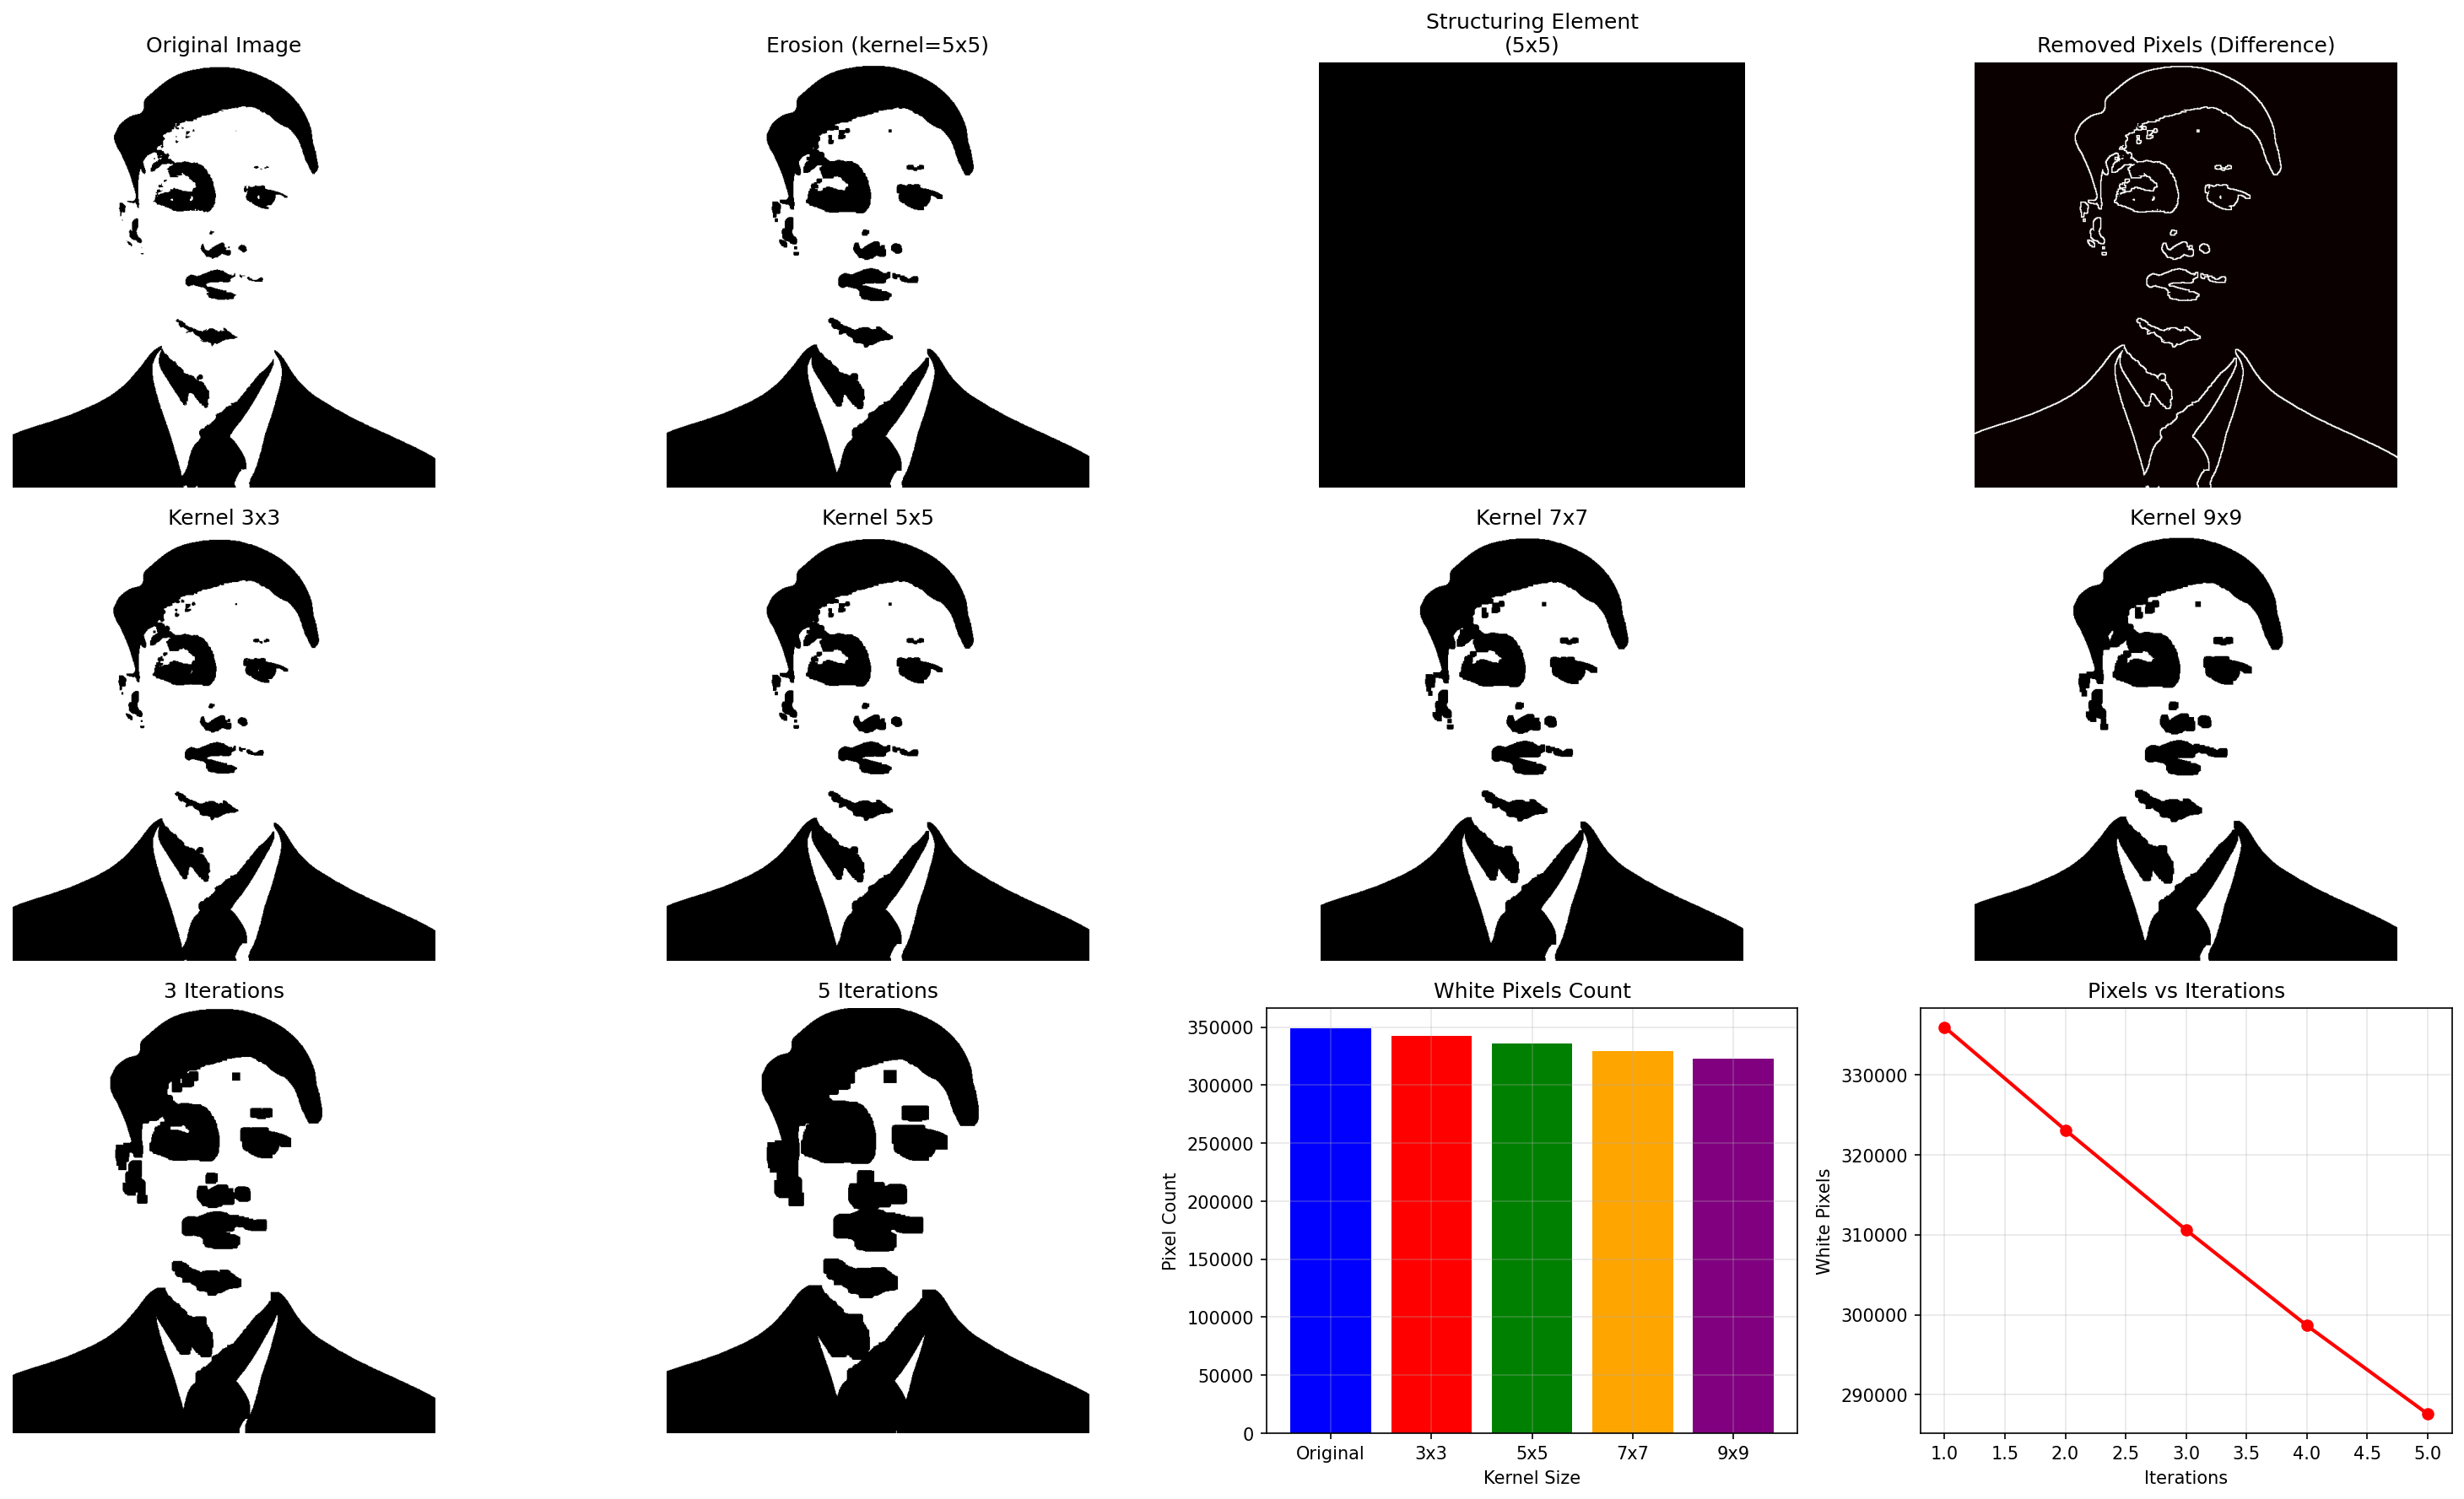 Original Image
Erosion (kernel=5x5)
Structuring Element
(5x5)
Removed Pixels (Difference)
Kernel 3x3
Kernel 5x5
Kernel 7x7
Kernel 9x9
3 Iterations
5 Iterations
White Pixels Count
350000
300000
250000
200000
150000
100000
50000
0
Pixel Count
Original
3x3
5x5
7x7
9x9
Kernel Size
Pixels vs Iterations
330000
320000
310000
300000
290000
White Pixels
1.0
1.5
2.0
2.5
3.0
3.5
4.0
4.5
5.0
Iterations